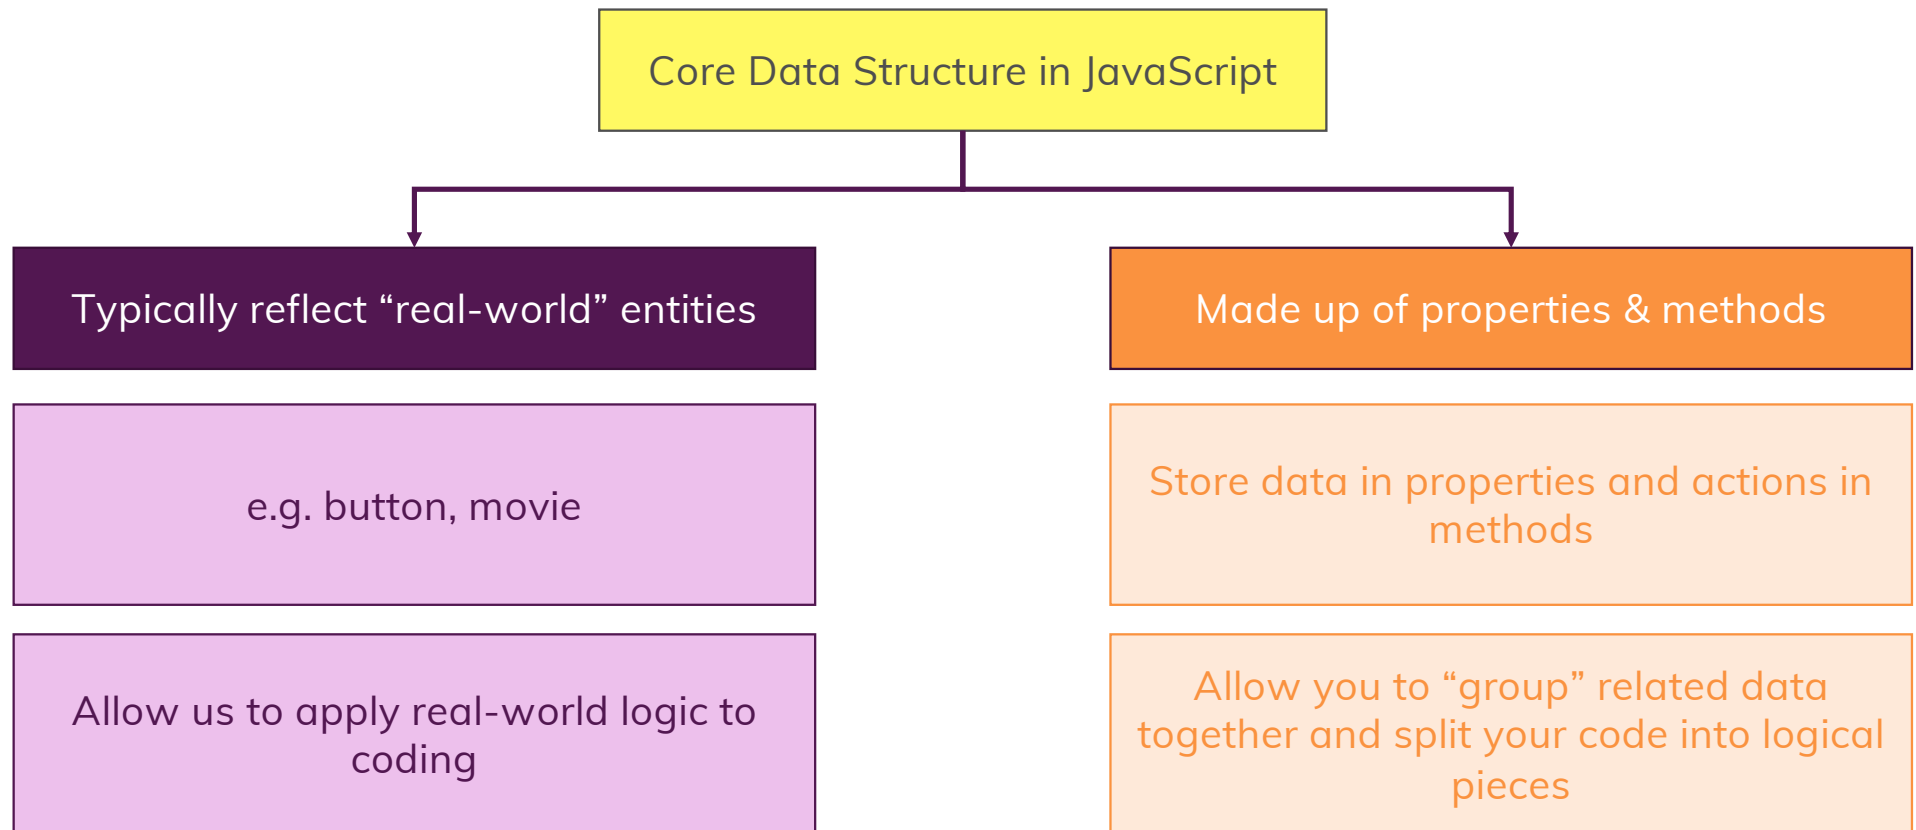 Core Data Structure in JavaScript
Typically reflect “real-world” entities
Made up of properties & methods
e.g. button, movie
Store data in properties and actions in
methods
Allow us to apply real-world logic to
coding
Allow you to “group” related data
together and split your code into logical
pieces